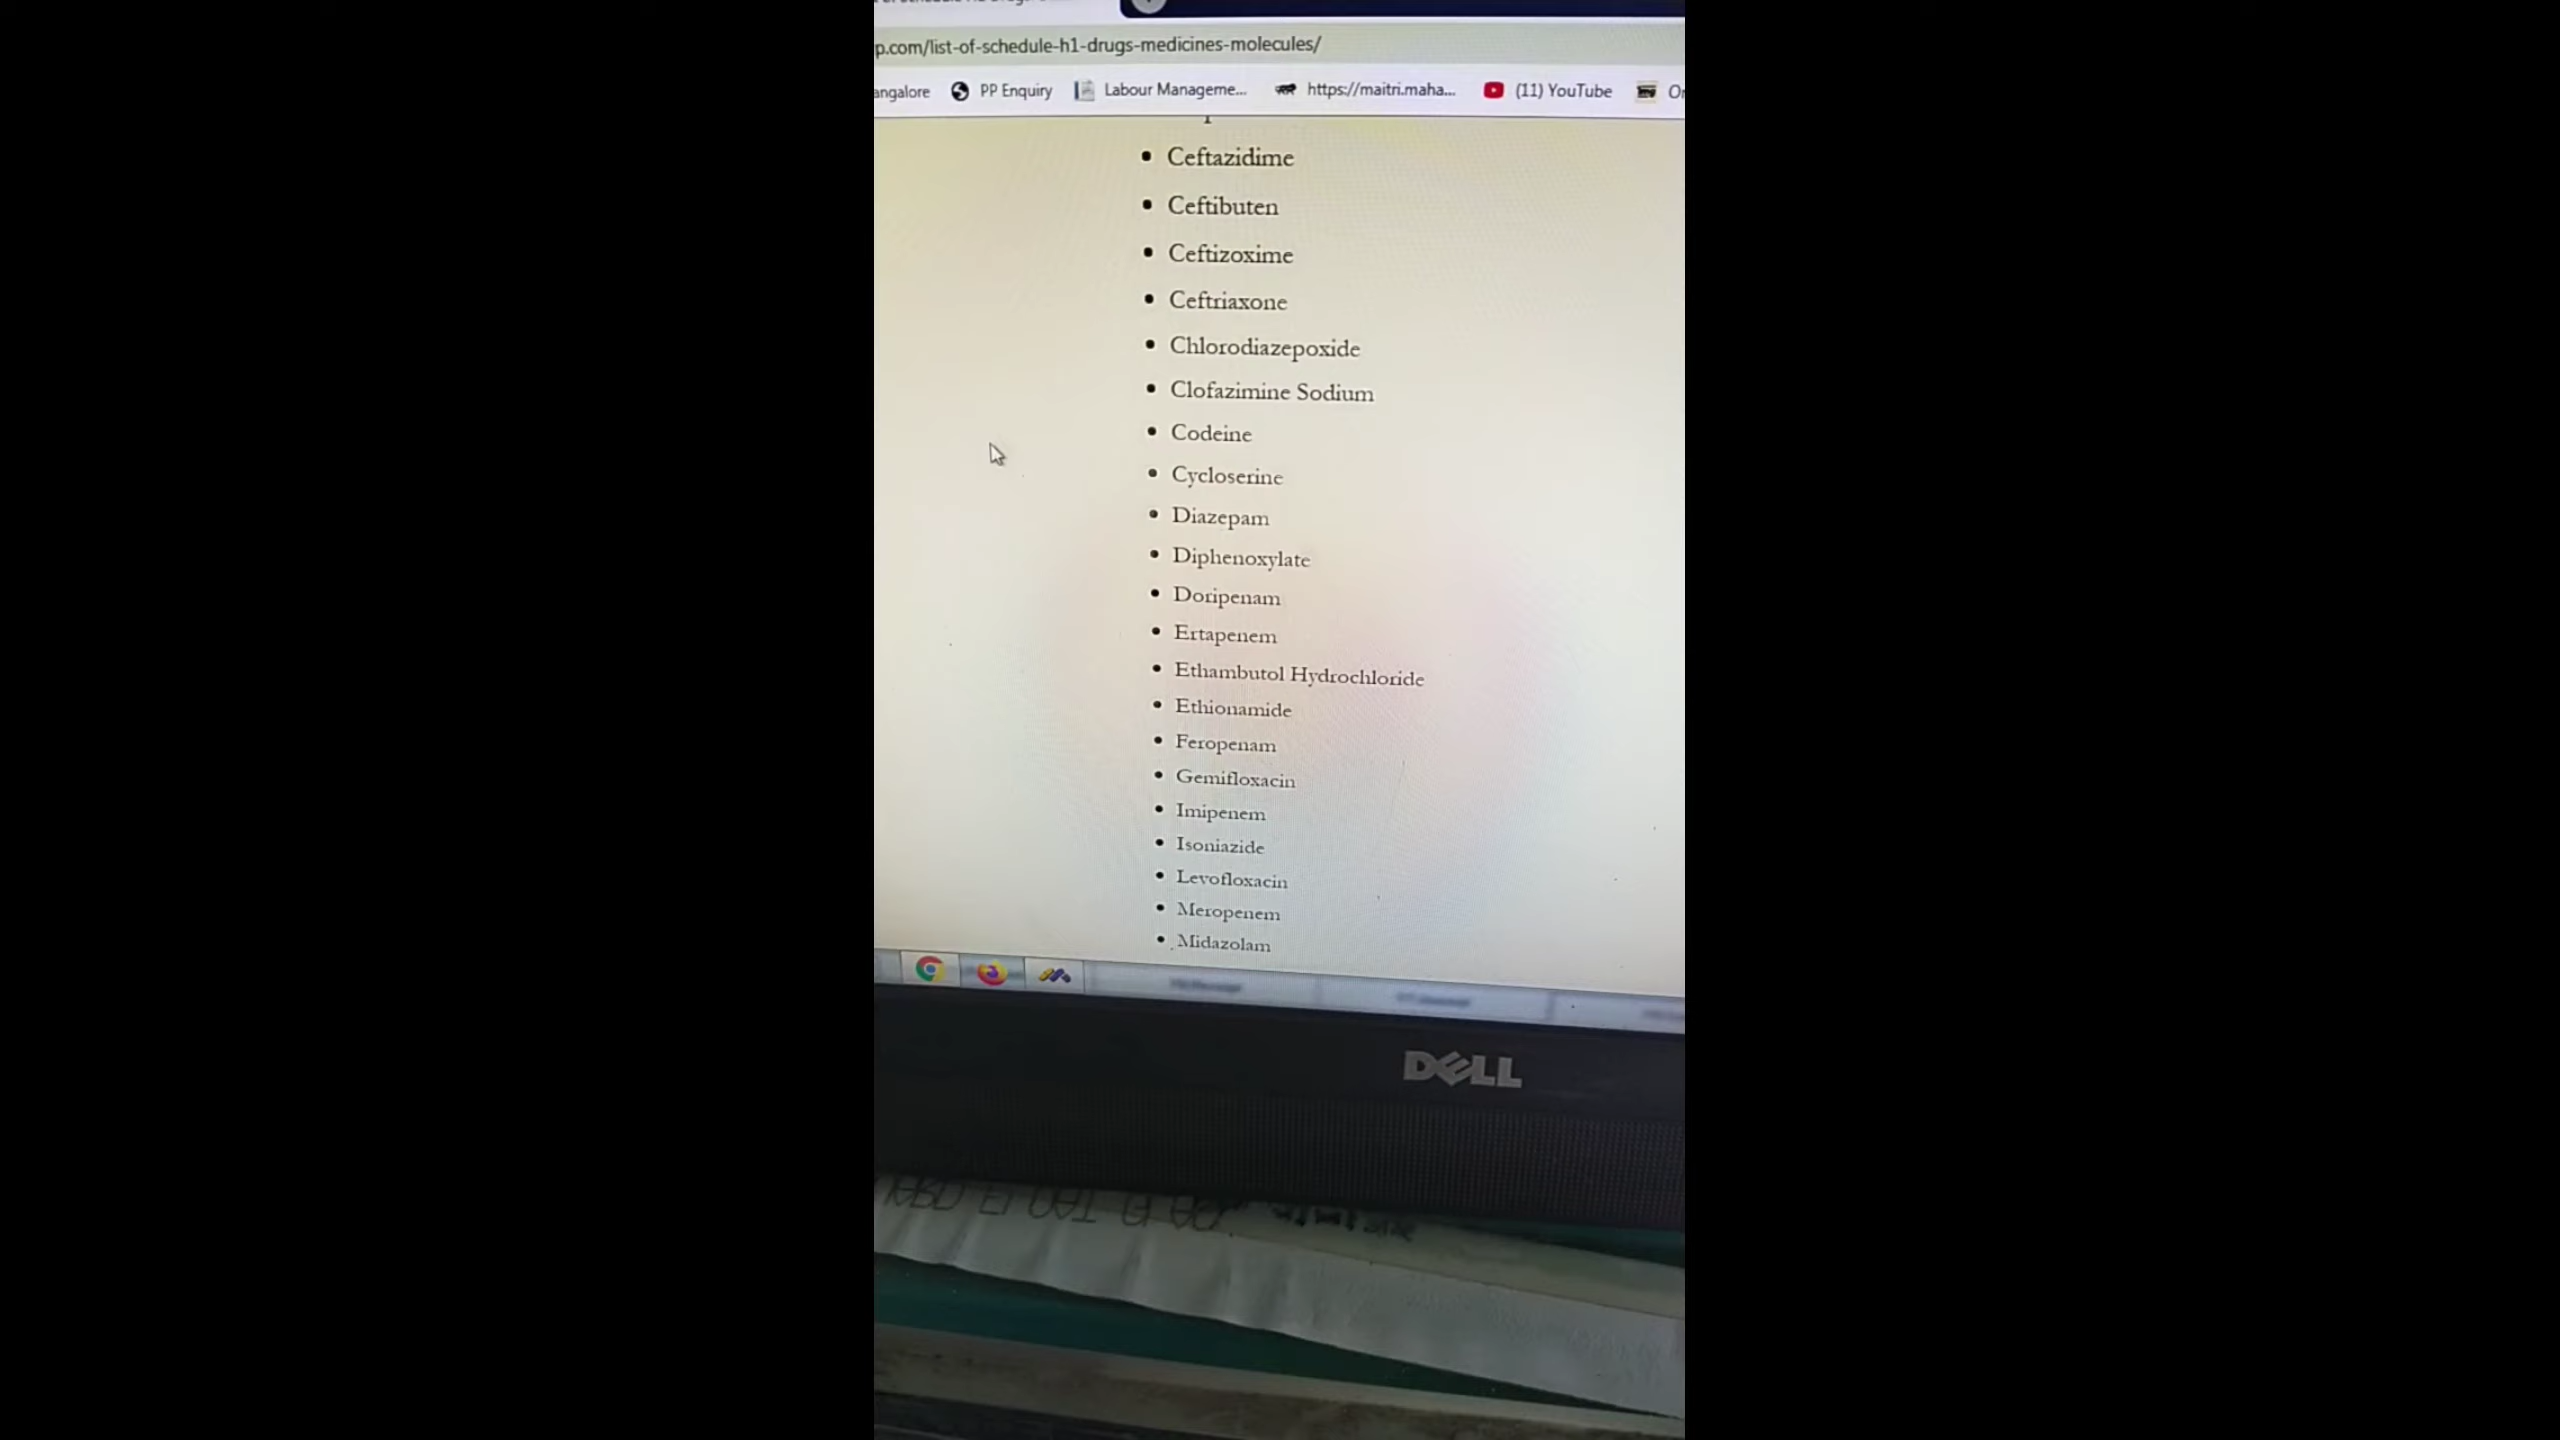 p.com/list-of-schedule-h1-drugs-medicines-molecules/
angalore PP Enquiry Labour Manageme... https://maitri.maha... (11) YouTube
• Ceftazidime
• Ceftibuten
• Ceftizoxime
• Ceftriaxone
• Chlorodiazepoxide
• Clofazimine Sodium
• Codeine
• Cycloserine
• Diazepam
• Diphenoxylate
• Doripenam
• Ertapenem
• Ethambutol Hydrochloride
• Ethionamide
• Feropenam
• Gemifloxacin
• Imipenem
• Isoniazide
• Levofloxacin
• Meropenem
• Midazolam
DELL